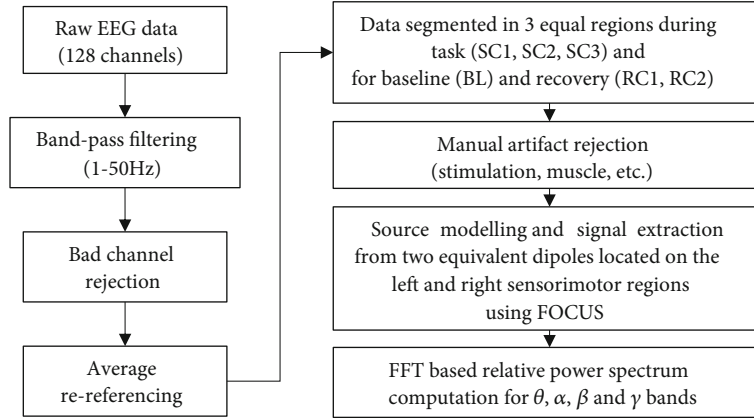 Raw EEG data
(128 channels)
Band-pass filtering
(1-50Hz)
Bad channel
rejection
Average
re-referencing
Data segmented in 3 equal regions during
task (SC1, SC2, SC3) and
for baseline (BL) and recovery (RC1, RC2)
Manual artifact rejection
(stimulation, muscle, etc.)
Source modelling and signal extraction
from two equivalent dipoles located on the
left and right sensorimotor regions
using FOCUS
FFT based relative power spectrum
computation for θ, α, β and γ bands